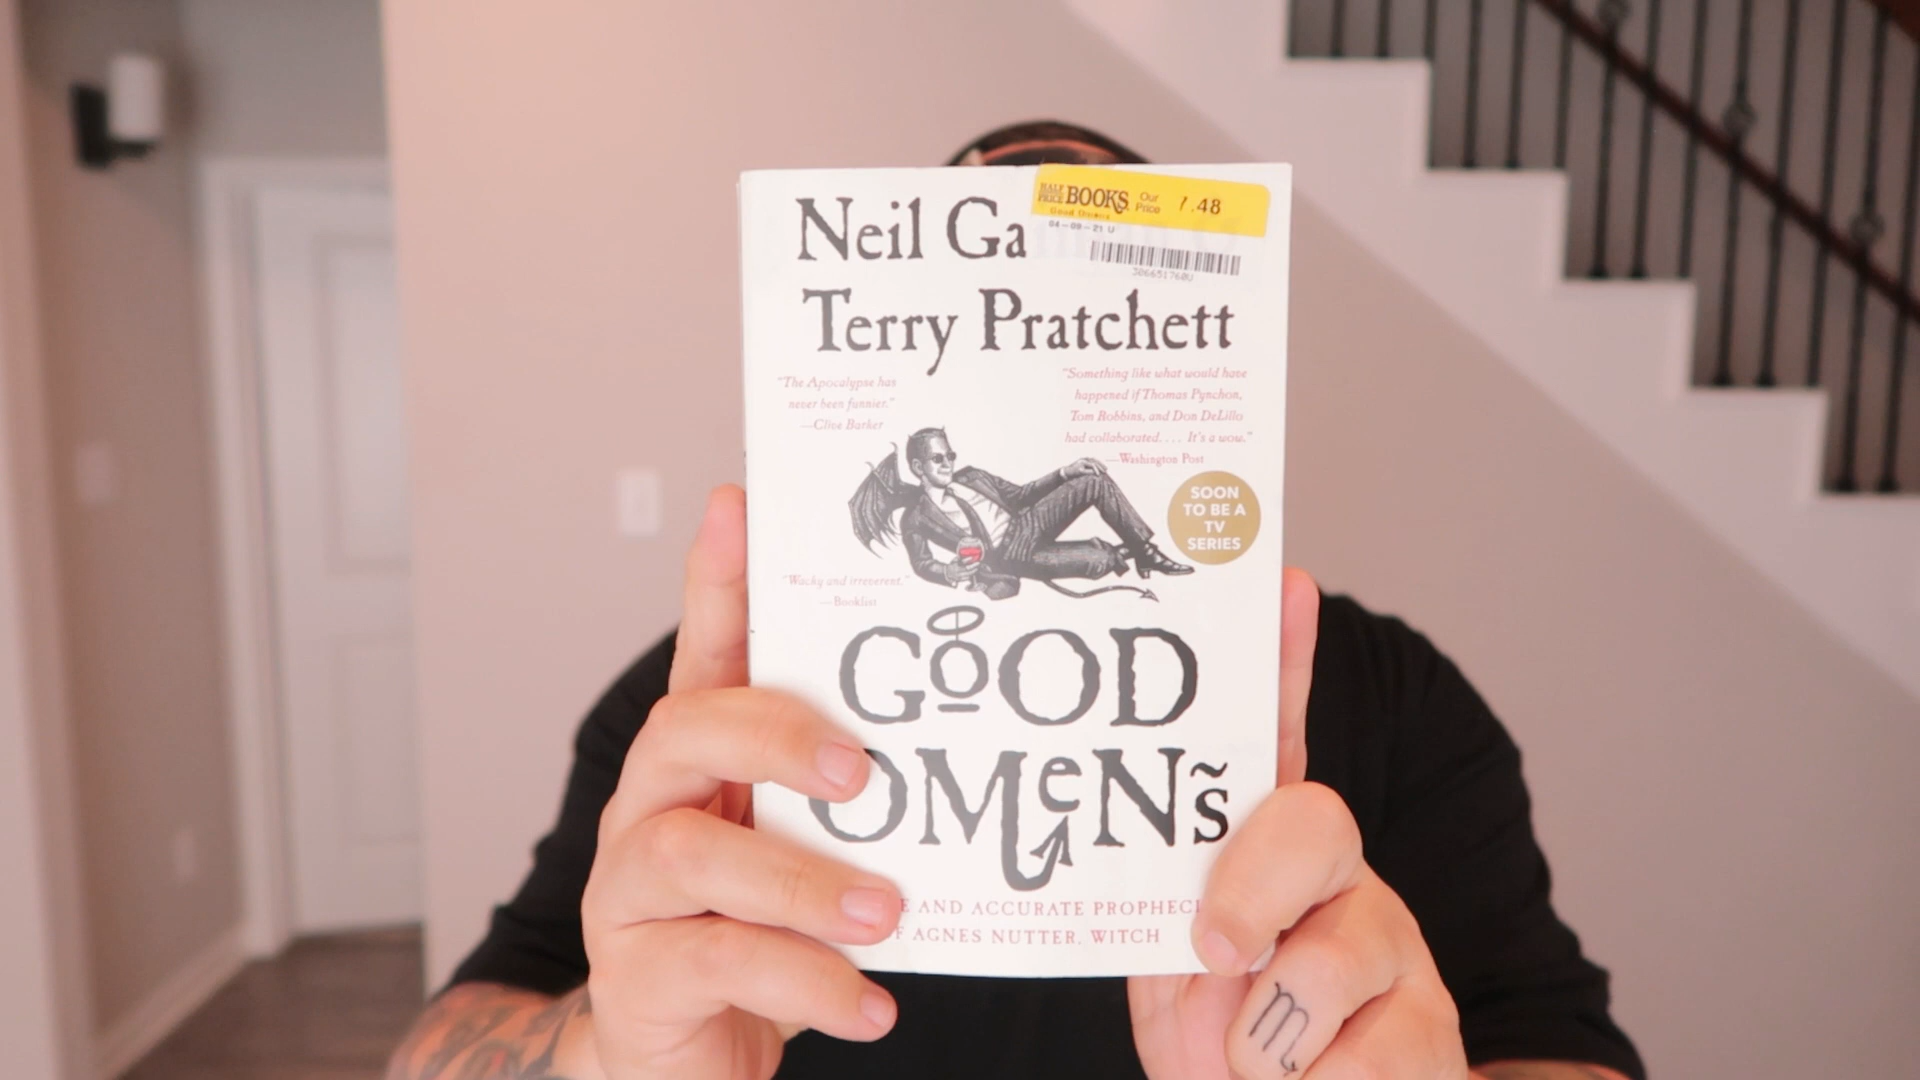 HALF PRICE BOOKS Our Price 7.48
Good Omens
04-09-21 U
Neil Ga
Terry Pratchett
"The Apocalypse has
never been funnier."
—Clive Barker
"Something like what would have
happened if Thomas Pynchon,
Tom Robbins, and Don DeLillo
had collaborated.... It's a wow."
—Washington Post
SOON
TO BE A
TV
SERIES
"Wacky and irreverent."
—Booklist
GOOD
OMENS
E AND ACCURATE PROPHECI
F AGNES NUTTER, WITCH